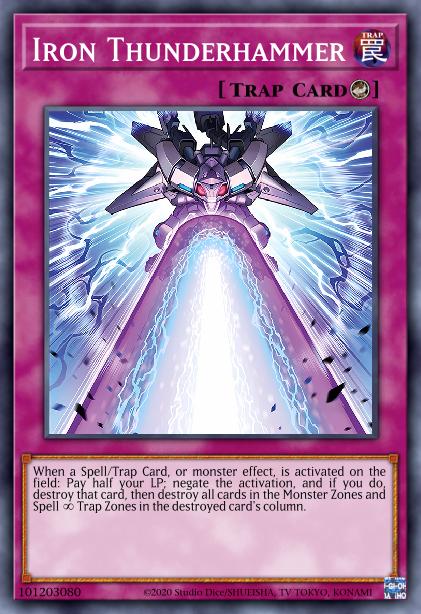 IRON THUNDERHAMMER
TRAP
罠
[TRAP CARD]
When a Spell/Trap Card, or monster effect, is activated on the
field: Pay half your LP; negate the activation, and if you do,
destroy that card, then destroy all cards in the Monster Zones and
Spell ∞ Trap Zones in the destroyed card's column.
101203080
©2020 Studio Dice/SHUEISHA, TV TOKYO, KONAMI